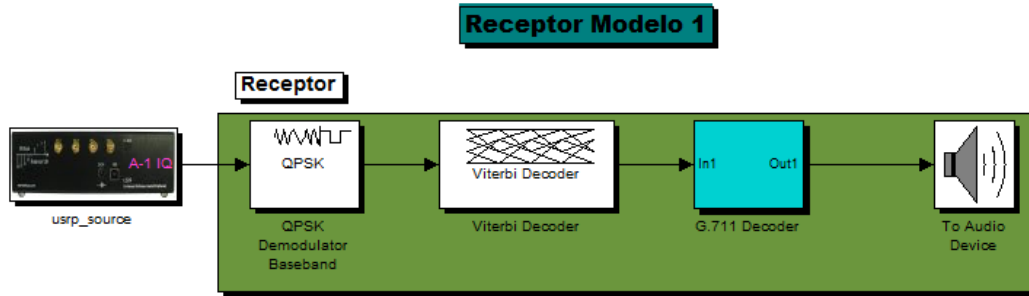 Receptor Modelo 1
Receptor
A-1 IQ
usrp_source
QPSK
QPSK
Demodulator
Baseband
Viterbi Decoder
Viterbi Decoder
In1 Out1
G.711 Decoder
To Audio
Device